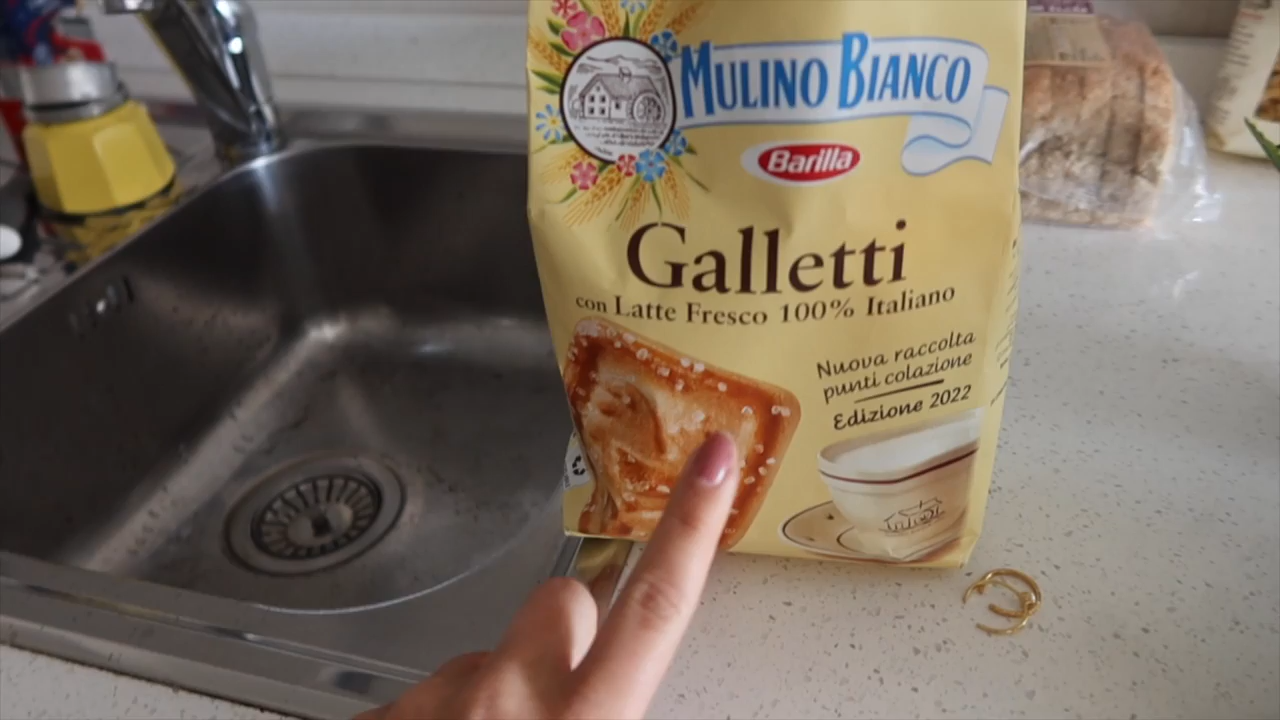 MULINO BIANCO
Barilla
Galletti
con Latte Fresco 100% Italiano
Nuova raccolta
punti colazione
Edizione 2022